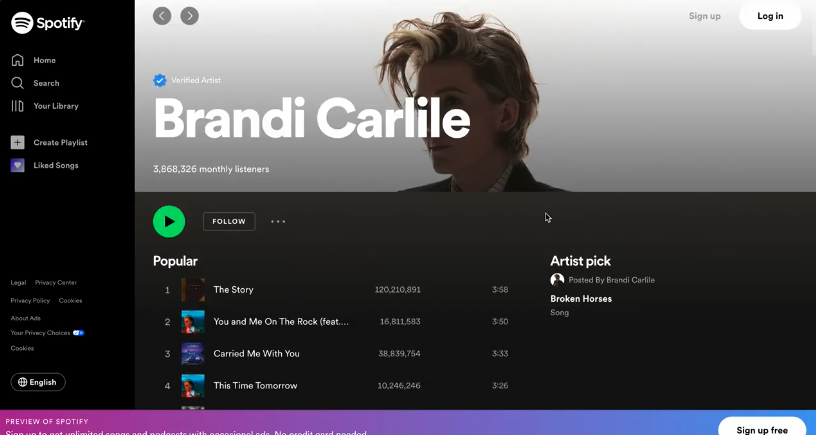 Spotify
Home
Search
Your Library
Create Playlist
Liked Songs
Legal Privacy Center
Privacy Policy Cookies
About Ads
Your Privacy Choices
Cookies
English
Sign up
Log in
Verified Artist
Brandi Carlile
3,868,326 monthly listeners
FOLLOW
Popular
1 The Story 120,210,891 3:58
2 You and Me On The Rock (feat.... 16,811,583 3:50
3 Carried Me With You 38,839,754 3:33
4 This Time Tomorrow 10,246,246 3:26
Artist pick
Posted By Brandi Carlile
Broken Horses
Song
PREVIEW OF SPOTIFY
Sign up to get unlimited songs and podcasts with occasional ads. No credit card needed.
Sign up free